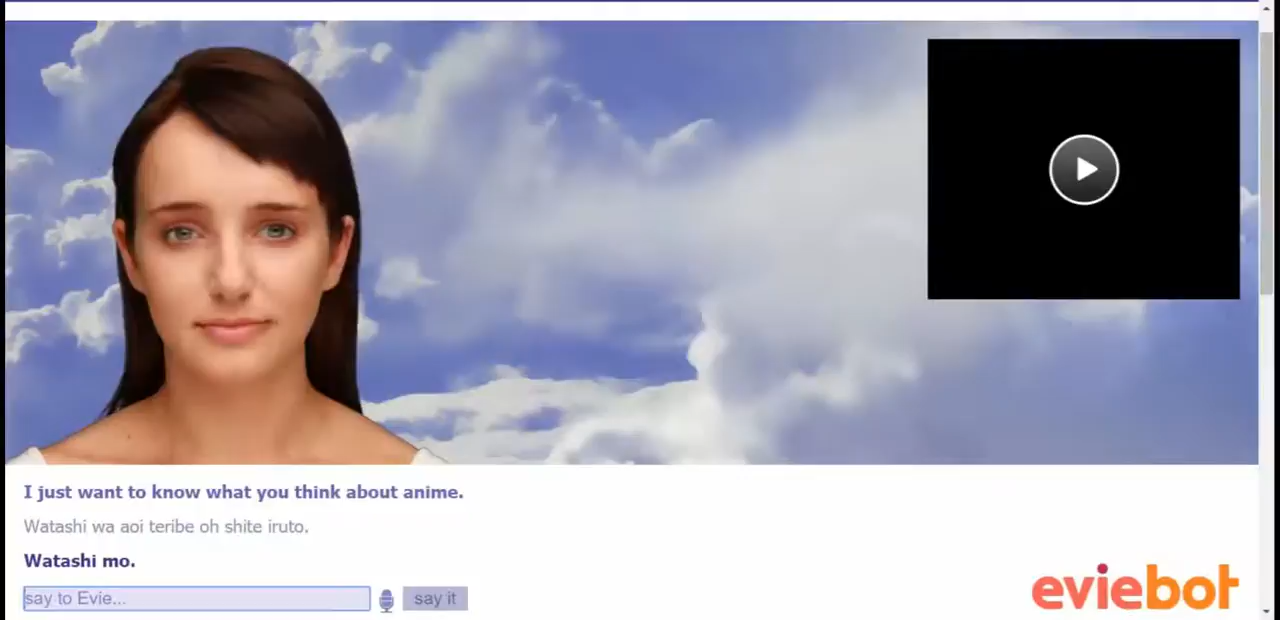 I just want to know what you think about anime.
Watashi wa aoi teribe oh shite iruto.
Watashi mo.
say to Evie...
say it
eviebot